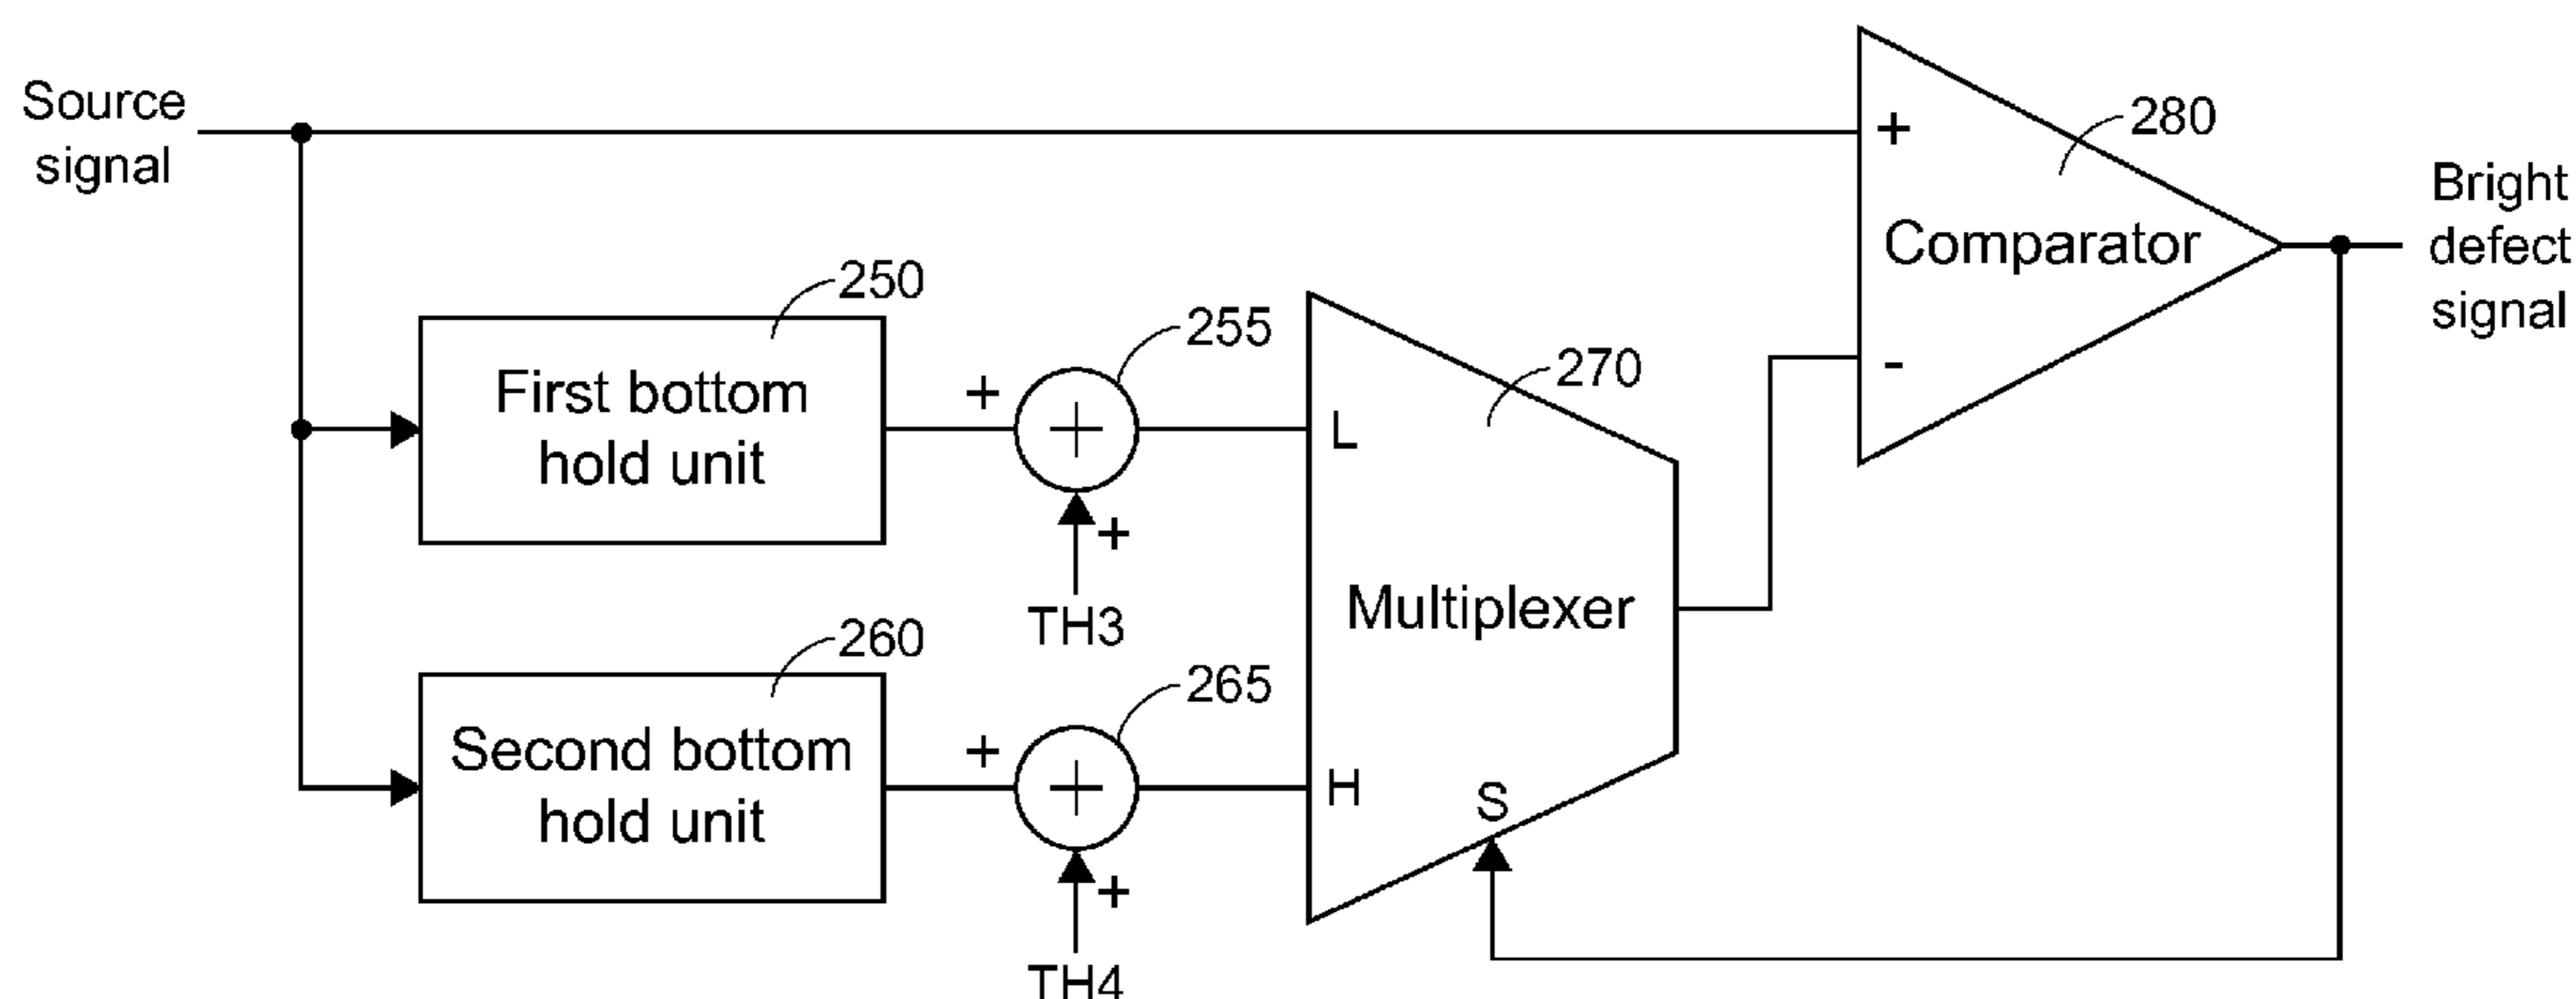 Source
signal
250
First bottom
hold unit
+
255
+
+
TH3
260
Second bottom
hold unit
+
265
+
+
TH4
L
270
Multiplexer
H
S
+
280
Comparator
-
Bright
defect
signal